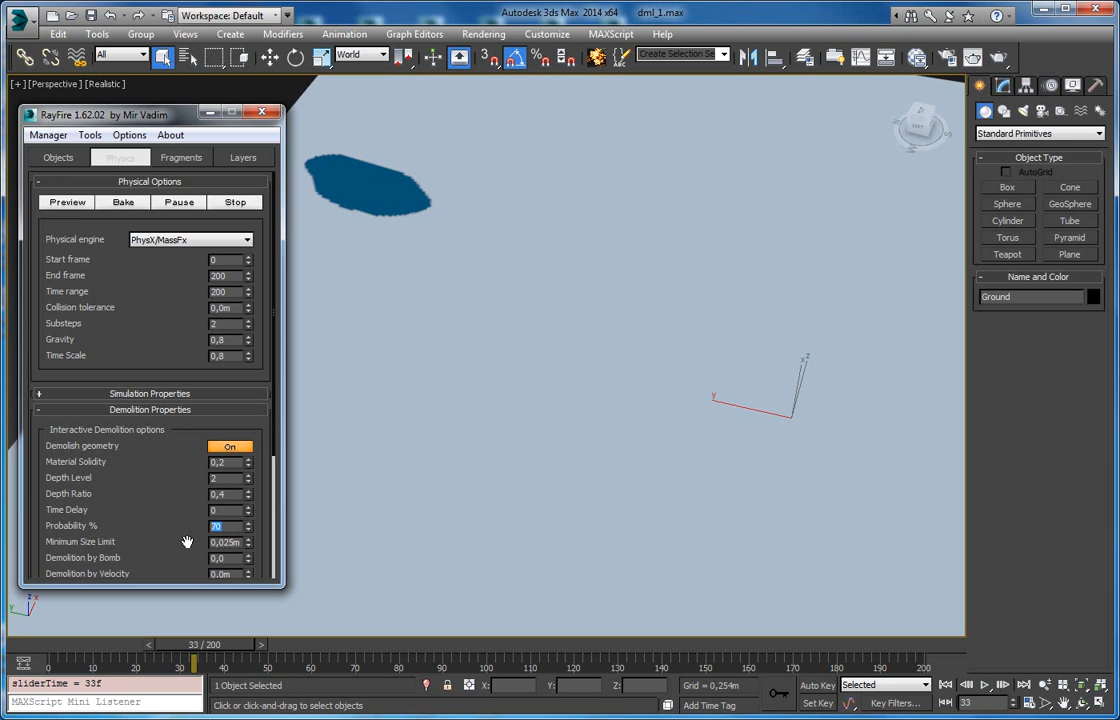 Workspace: Default
Autodesk 3ds Max 2014 x64 dml_1.max
Edit Tools Group Views Create Modifiers Animation Graph Editors Rendering Customize MAXScript Help
All View World Create Selection Se
[+] [Perspective] [Realistic]
RayFire 1.62.02 by Mir Vadim
Manager Tools Options About
Objects Physics Fragments Layers
- Physical Options
Preview Bake Pause Stop
Physical engine PhysX/MassFx
Start frame 0
End frame 200
Time range 200
Collision tolerance 0,0m
Substeps 2
Gravity 0,8
Time Scale 0,8
+ Simulation Properties
- Demolition Properties
Interactive Demolition options
Demolish geometry On
Material Solidity 0,2
Depth Level 2
Depth Ratio 0,4
Time Delay 0
Probability % 70
Minimum Size Limit 0,025m
Demolition by Bomb 0,0
Demolition by Velocity 0,0m
z
x
y
x z
y
Standard Primitives
- Object Type
AutoGrid
Box Cone
Sphere GeoSphere
Cylinder Tube
Torus Pyramid
Teapot Plane
- Name and Color
Ground
< 33 / 200 >
0 10 20 30 40 50 60 70 80 90 100 110 120 130 140 150 160 170 180 190 200
sliderTime = 33f
MAXScript Mini Listener
1 Object Selected
Click or click-and-drag to select objects
X: Y: Z: Grid = 0,254m
Add Time Tag
Auto Key Selected
Set Key Key Filters...
33